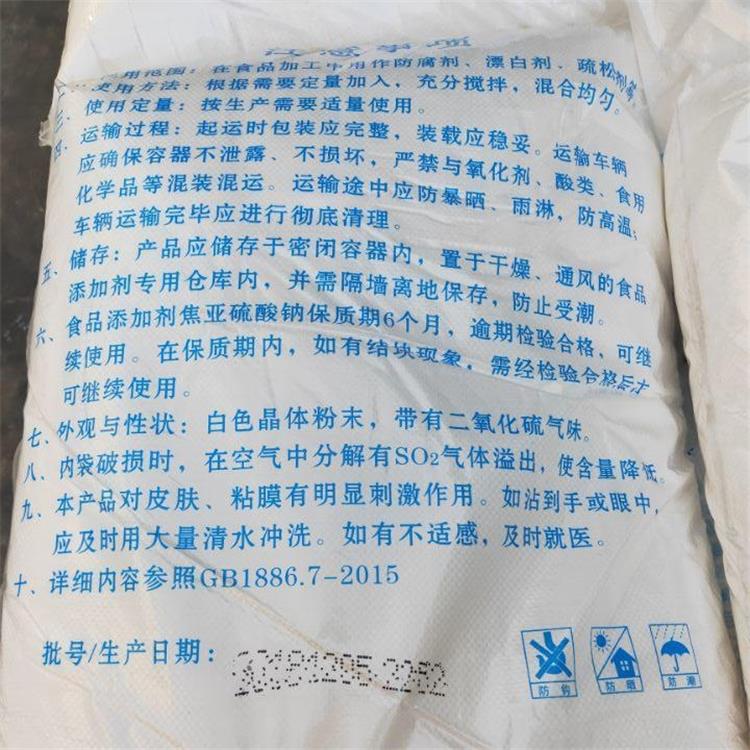 注意事项
用范围：在食品加工中用作防腐剂、漂白剂、疏松剂等
使用方法：根据需要定量加入，充分搅拌，混合均匀。
三、使用定量：按生产需要适量使用。
四、运输过程：起运时包装应完整，装载应稳妥。运输车辆
应确保容器不泄露、不损坏，严禁与氧化剂、酸类、食用
化学品等混装混运。运输途中应防暴晒、雨淋，防高温；
车辆运输完毕应进行彻底清理。
五、储存：产品应储存于密闭容器内，置于干燥、通风的食品
添加剂专用仓库内，并需隔墙离地保存，防止受潮。
六、食品添加剂焦亚硫酸钠保质期6个月，逾期检验合格，可继
续使用。在保质期内，如有结块现象，需经检验合格后才
可继续使用。
七、外观与性状：白色晶体粉末，带有二氧化硫气味。
八、内袋破损时，在空气中分解有SO₂气体溢出，使含量降低。
九、本产品对皮肤、粘膜有明显刺激作用。如沾到手或眼中，
应及时用大量清水冲洗。如有不适感，及时就医。
十、详细内容参照GB1886.7-2015
批号/生产日期：
防钩 防晒 防潮